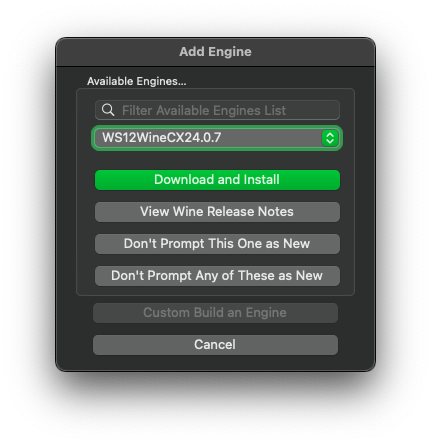 Add Engine
Available Engines...
Filter Available Engines List
WS12WineCX24.0.7
Download and Install
View Wine Release Notes
Don't Prompt This One as New
Don't Prompt Any of These as New
Custom Build an Engine
Cancel